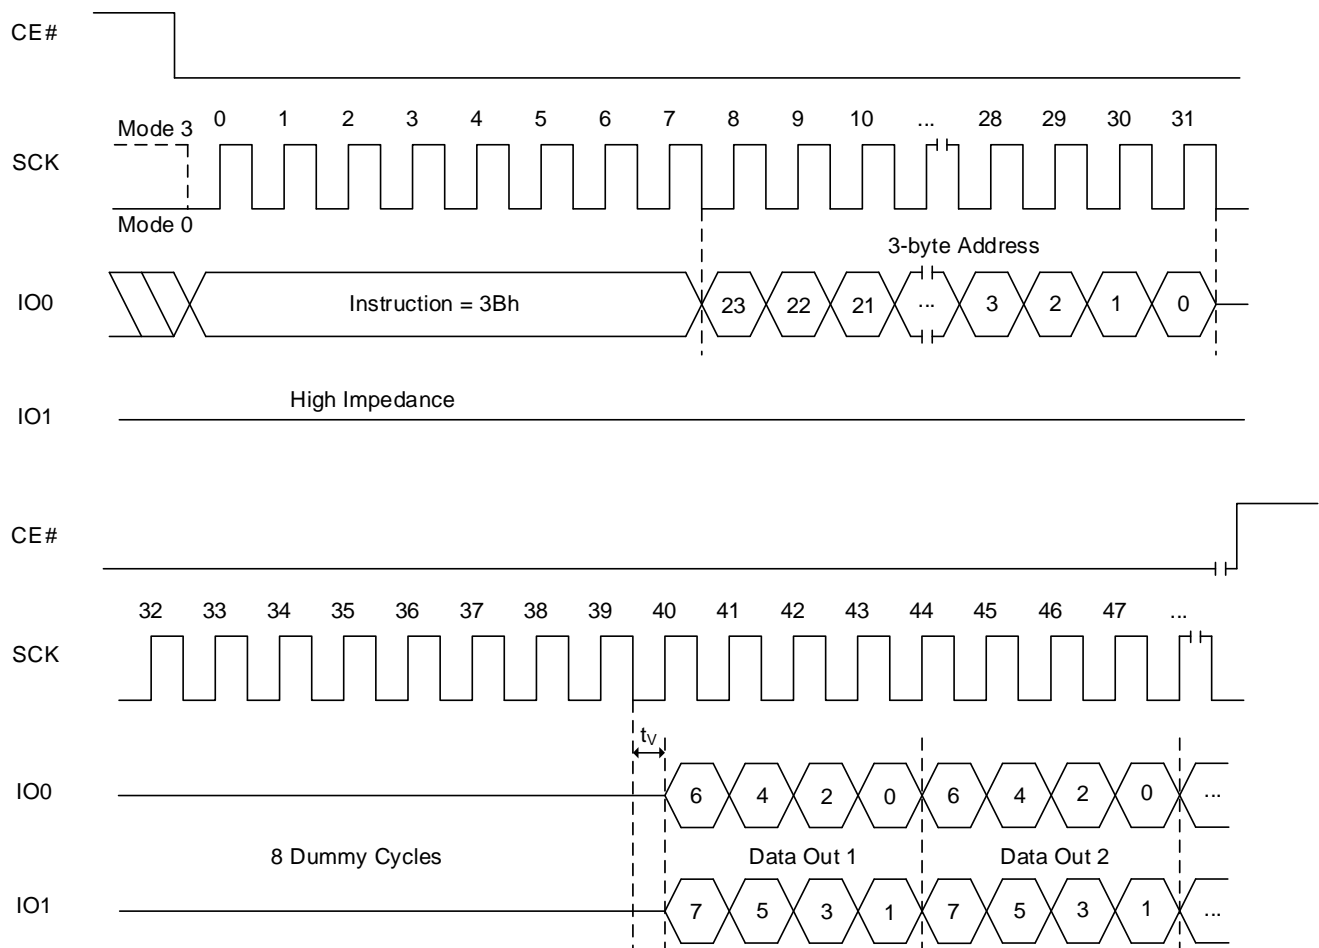 CE#
0 1 2 3 4 5 6 7 8 9 10 ... 28 29 30 31
Mode 3
SCK
Mode 0
3-byte Address
IO0 Instruction = 3Bh 23 22 21 ... 3 2 1 0
High Impedance
IO1
CE#
32 33 34 35 36 37 38 39 40 41 42 43 44 45 46 47 ...
SCK
tV
IO0 6 4 2 0 6 4 2 0 ...
8 Dummy Cycles Data Out 1 Data Out 2
IO1 7 5 3 1 7 5 3 1 ...